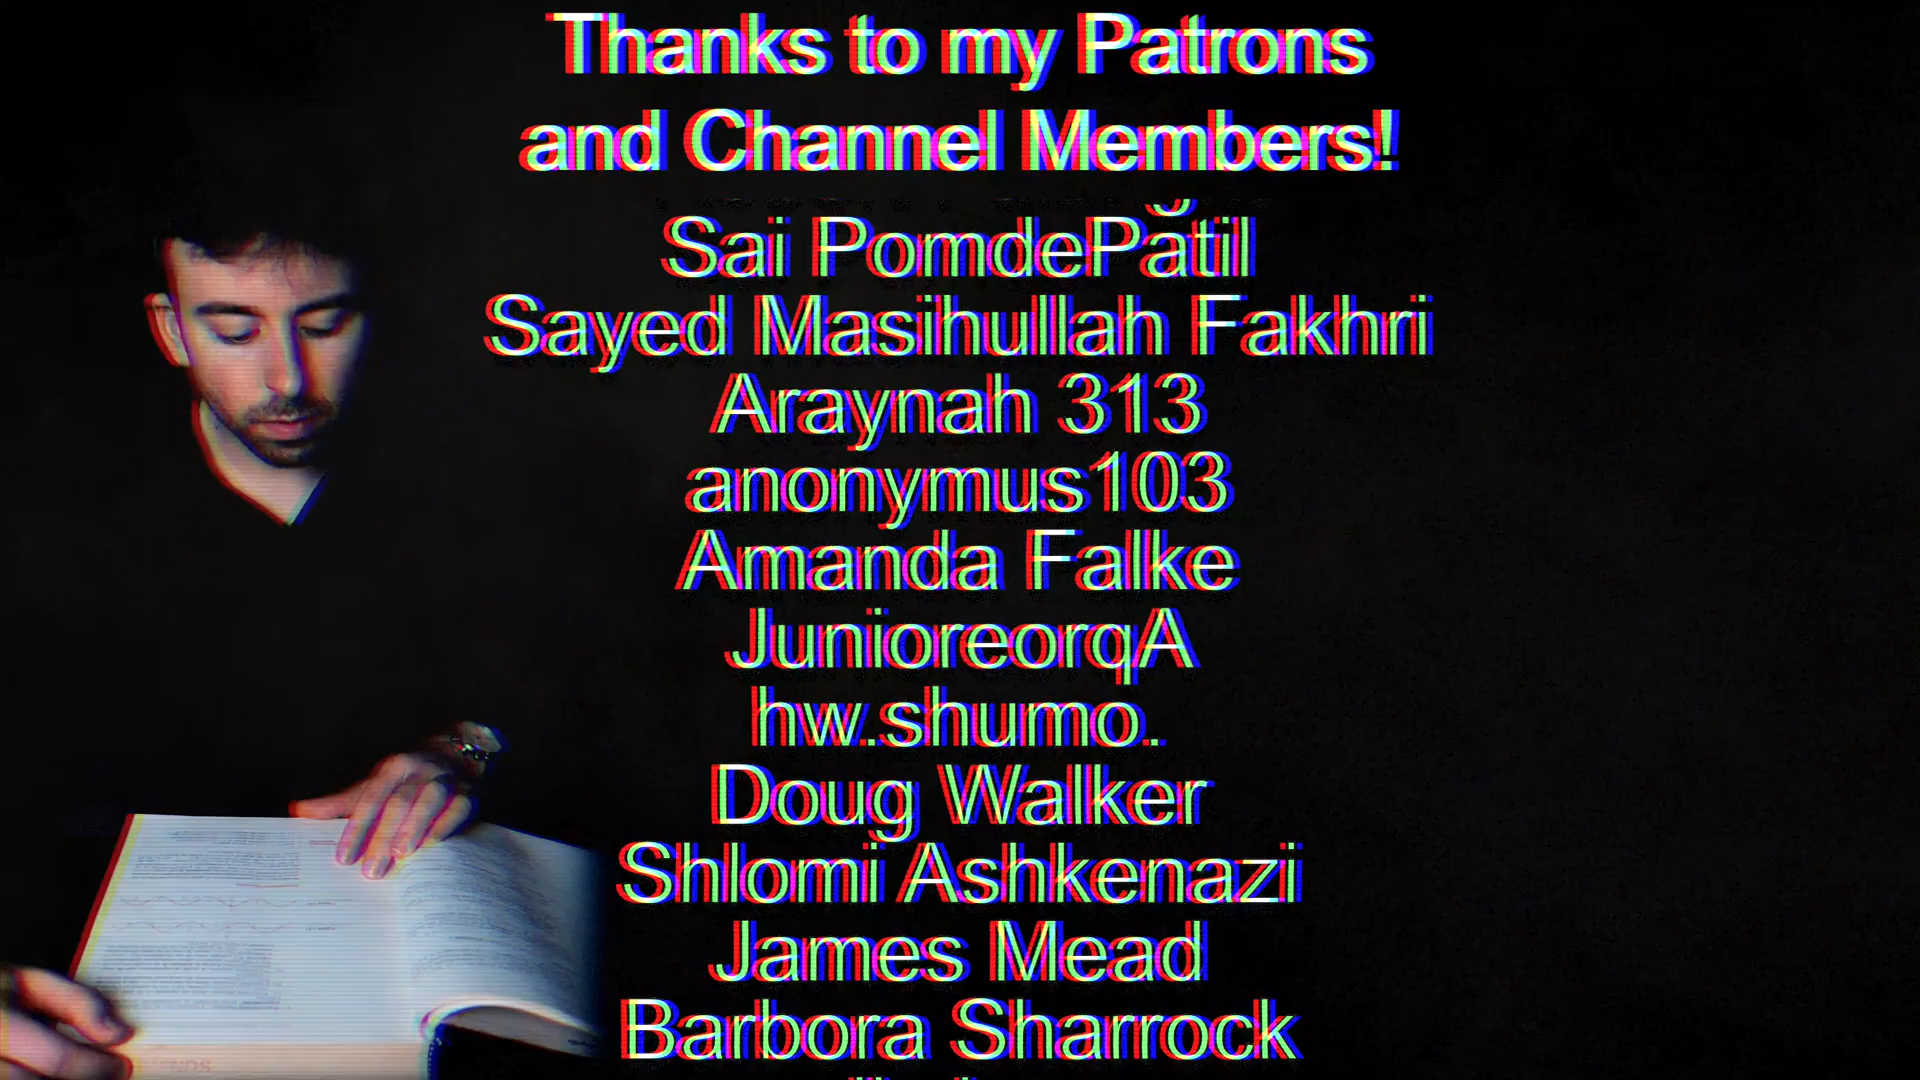 Thanks to my Patrons
and Channel Members!
Sai PomdePatil
Sayed Masihullah Fakhri
Araynah 313
anonymus103
Amanda Falke
JunioreorqA
hw.shumo..
Doug Walker
Shlomi Ashkenazi
James Mead
Barbora Sharrock